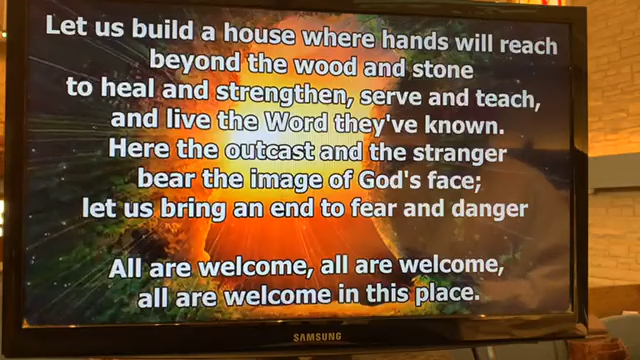 Let us build a house where hands will reach
beyond the wood and stone
to heal and strengthen, serve and teach,
and live the Word they've known.
Here the outcast and the stranger
bear the image of God's face;
let us bring an end to fear and danger
All are welcome, all are welcome,
all are welcome in this place.
SAMSUNG